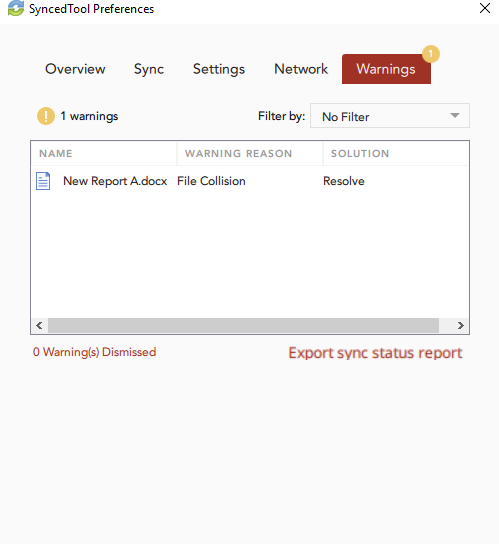 SyncedTool Preferences
Overview Sync Settings Network Warnings 1
! 1 warnings Filter by: No Filter
NAME WARNING REASON SOLUTION
New Report A.docx File Collision Resolve
0 Warning(s) Dismissed Export sync status report